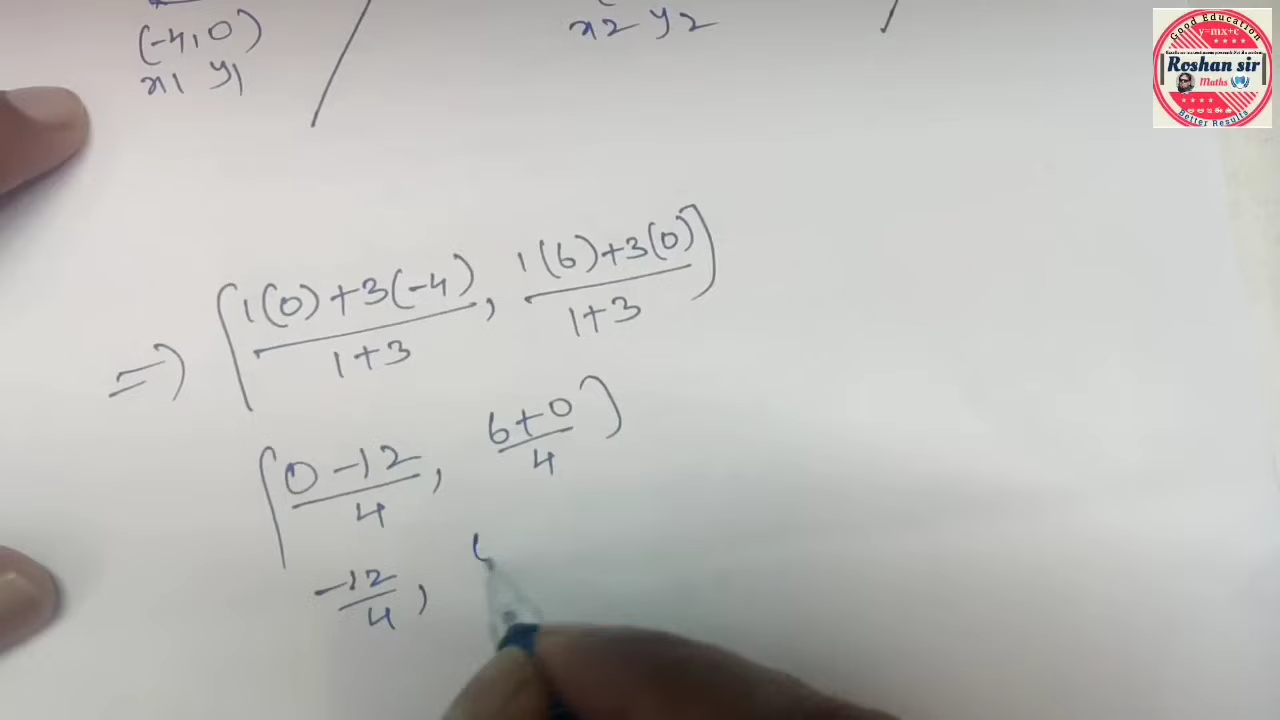 (-4,0)
x1 y1
x2 y2
Good Education
y=mx+c
Roshan sir
Maths
Better Results
=> [ (1(0)+3(-4))/(1+3) , (1(6)+3(0))/(1+3) ]
[ (0-12)/4 , (6+0)/4 )
-12/4 ,